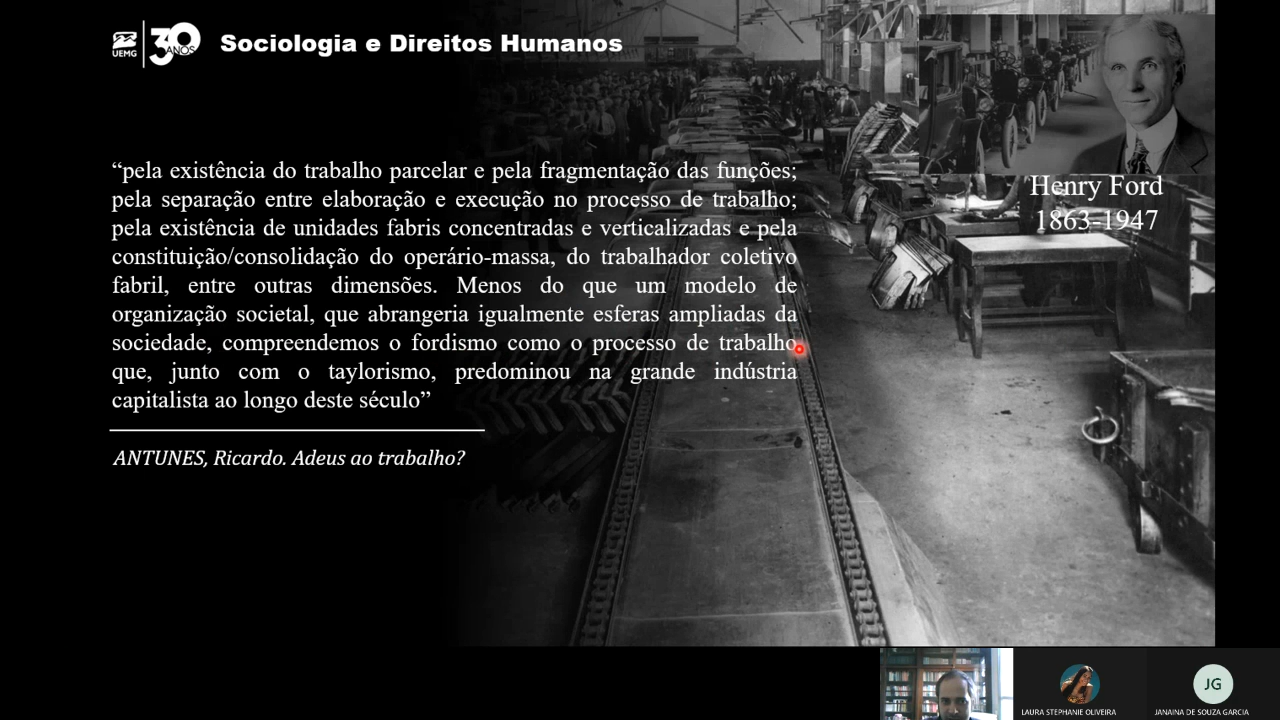 UEMG
30
ANOS
Sociologia e Direitos Humanos
“pela existência do trabalho parcelar e pela fragmentação das funções;
pela separação entre elaboração e execução no processo de trabalho;
pela existência de unidades fabris concentradas e verticalizadas e pela
constituição/consolidação do operário-massa, do trabalhador coletivo
fabril, entre outras dimensões. Menos do que um modelo de
organização societal, que abrangeria igualmente esferas ampliadas da
sociedade, compreendemos o fordismo como o processo de trabalho
que, junto com o taylorismo, predominou na grande indústria
capitalista ao longo deste século”
ANTUNES, Ricardo. Adeus ao trabalho?
Henry Ford
1863-1947
LAURA STEPHANIE OLIVEIRA
JG
JANAINA DE SOUZA GARCIA